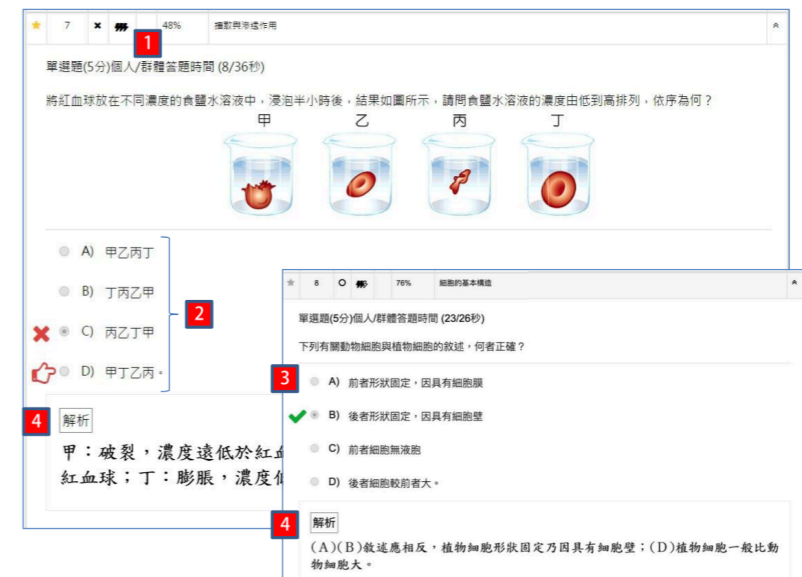 7 48% 擴散與滲透作用
1
單選題(5分)個人/群體答題時間 (8/36秒)
將紅血球放在不同濃度的食鹽水溶液中，浸泡半小時後，結果如圖所示，請問食鹽水溶液的濃度由低到高排列，依序為何？
甲 乙 丙 丁
A) 甲乙丙丁
B) 丁丙乙甲
2
C) 丙乙丁甲
D) 甲丁乙丙。
4 解析
甲：破裂，濃度遠低於紅血
紅血球；丁：膨脹，濃度低
8 O 76% 細胞的基本構造
單選題(5分)個人/群體答題時間 (23/26秒)
下列有關動物細胞與植物細胞的敘述，何者正確？
3
A) 前者形狀固定，因具有細胞膜
B) 後者形狀固定，因具有細胞壁
C) 前者細胞無液胞
D) 後者細胞較前者大。
4 解析
(A)(B)敘述應相反，植物細胞形狀固定乃因具有細胞壁；(D)植物細胞一般比動
物細胞大。